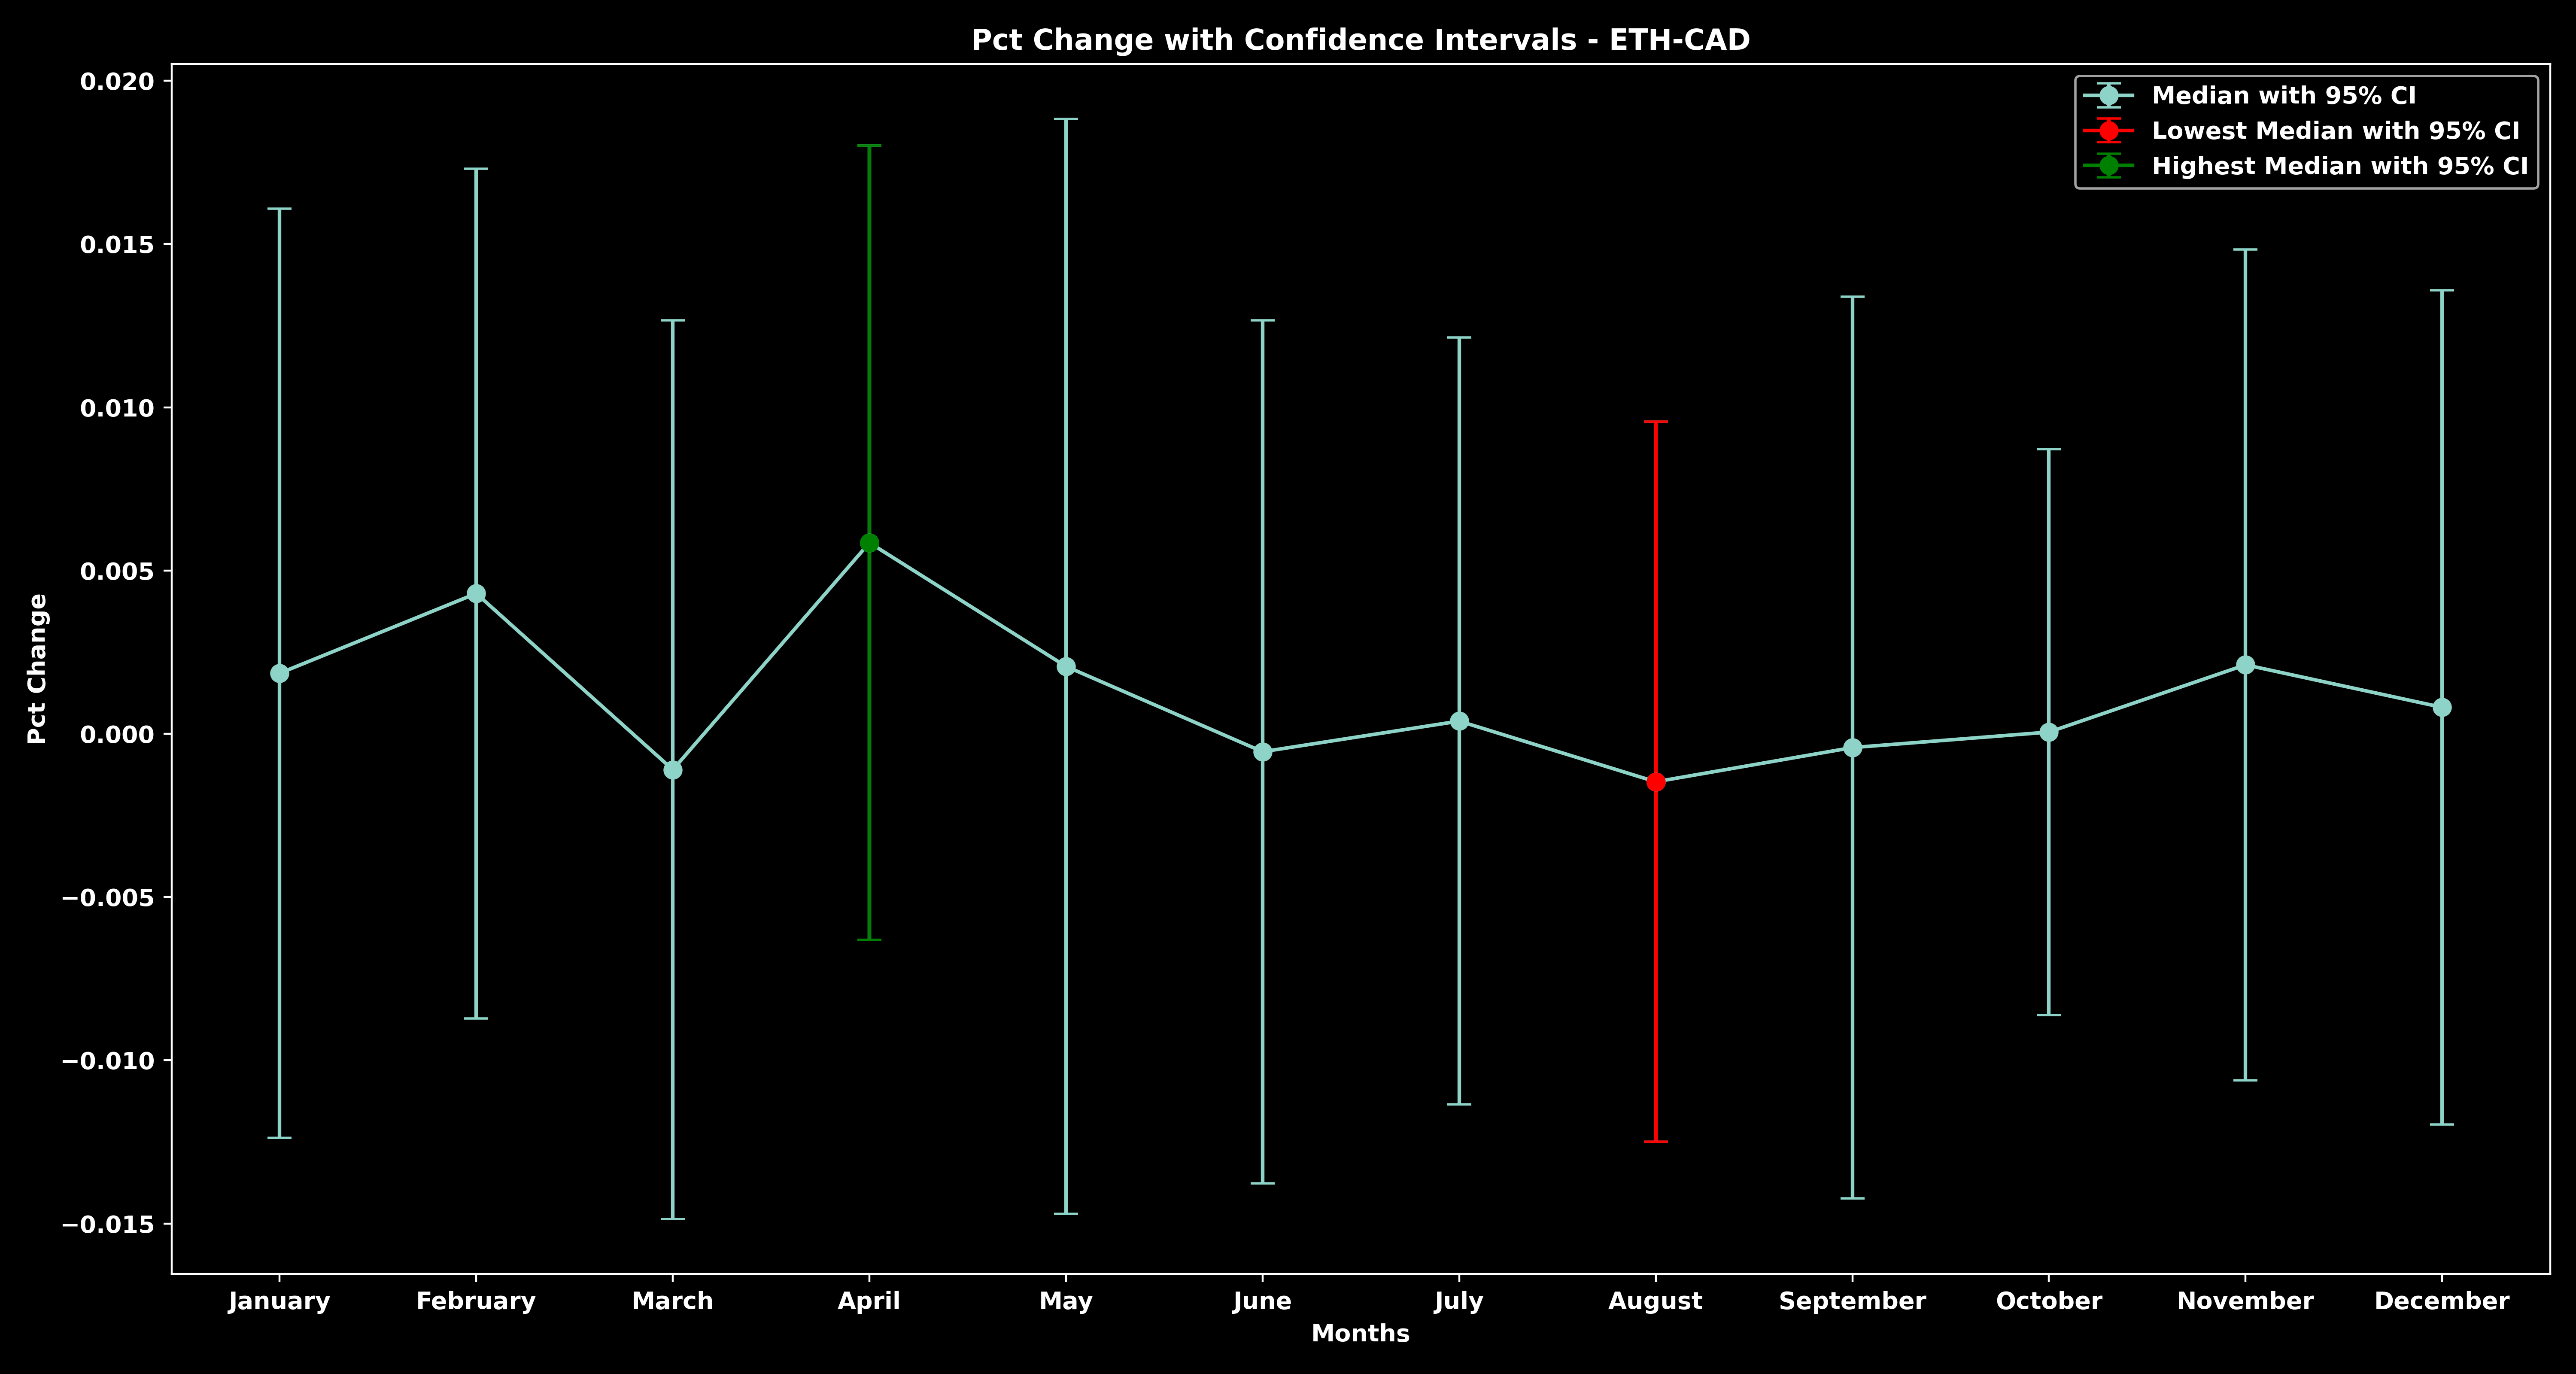 Pct Change with Confidence Intervals - ETH-CAD
Median with 95% CI
Lowest Median with 95% CI
Highest Median with 95% CI
Pct Change
0.020
0.015
0.010
0.005
0.000
−0.005
−0.010
−0.015
January February March April May June July August September October November December
Months